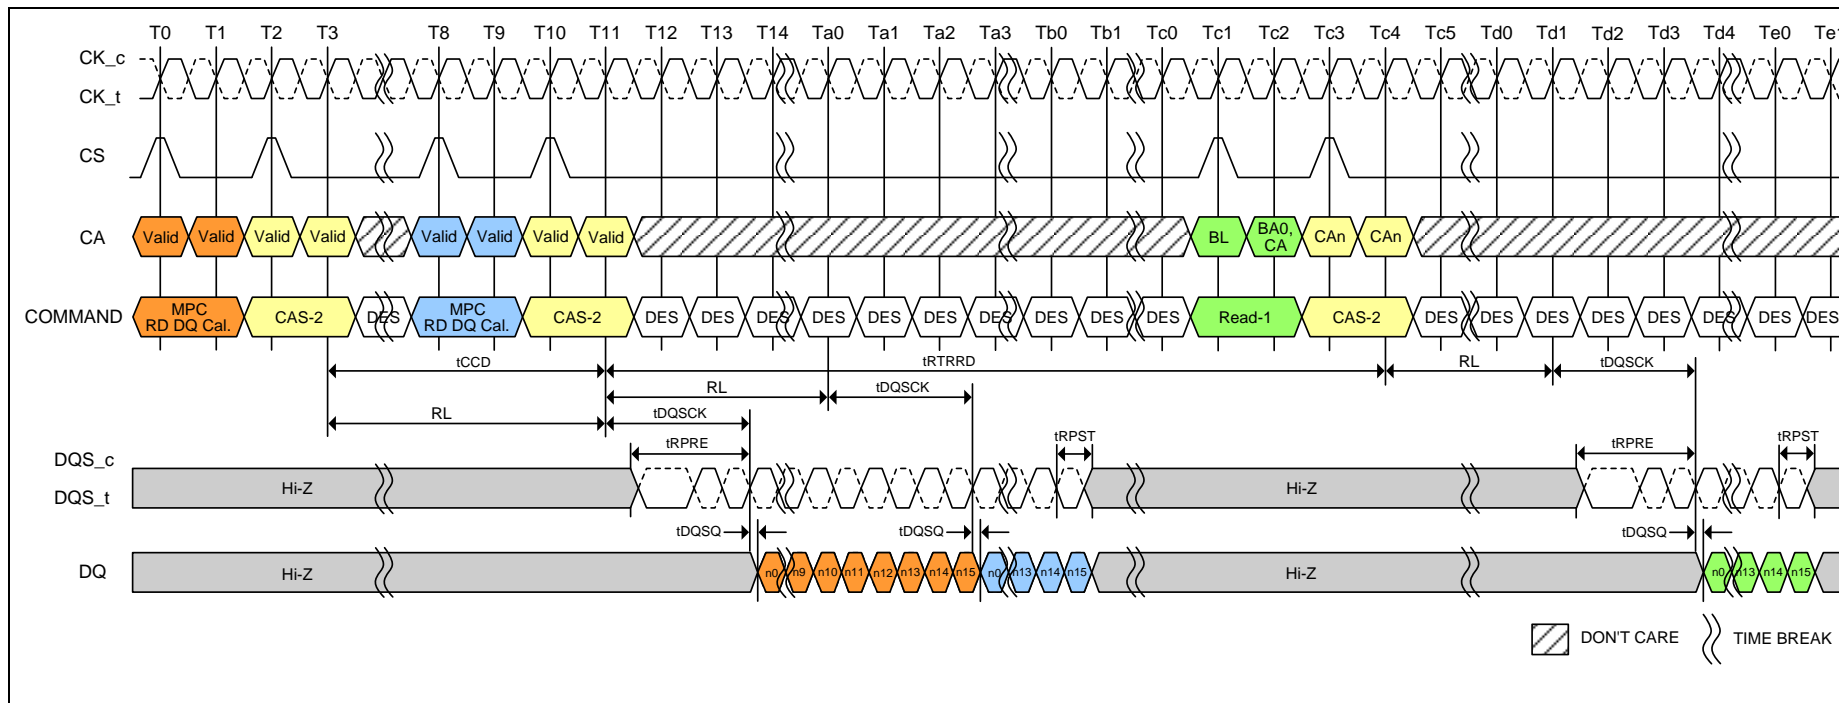 T0 T1 T2 T3 T8 T9 T10 T11 T12 T13 T14 Ta0 Ta1 Ta2 Ta3 Tb0 Tb1 Tc0 Tc1 Tc2 Tc3 Tc4 Tc5 Td0 Td1 Td2 Td3 Td4 Te0 Te1
CK_c
CK_t
CS
CA Valid Valid Valid Valid Valid Valid Valid Valid BL BA0, CA CAn CAn
COMMAND MPC RD DQ Cal. CAS-2 DES MPC RD DQ Cal. CAS-2 DES DES DES DES DES DES DES DES DES DES Read-1 CAS-2 DES DES DES DES DES DES DES DES
tCCD tRTRRD RL tDQSCK
RL tDQSCK
RL tDQSCK
tRPRE tRPST tRPRE tRPST
DQS_c
DQS_t Hi-Z Hi-Z
tDQSQ tDQSQ tDQSQ
DQ Hi-Z n0 n9 n10 n11 n12 n13 n14 n15 n0 n13 n14 n15 Hi-Z n0 n13 n14 n15
DON'T CARE TIME BREAK